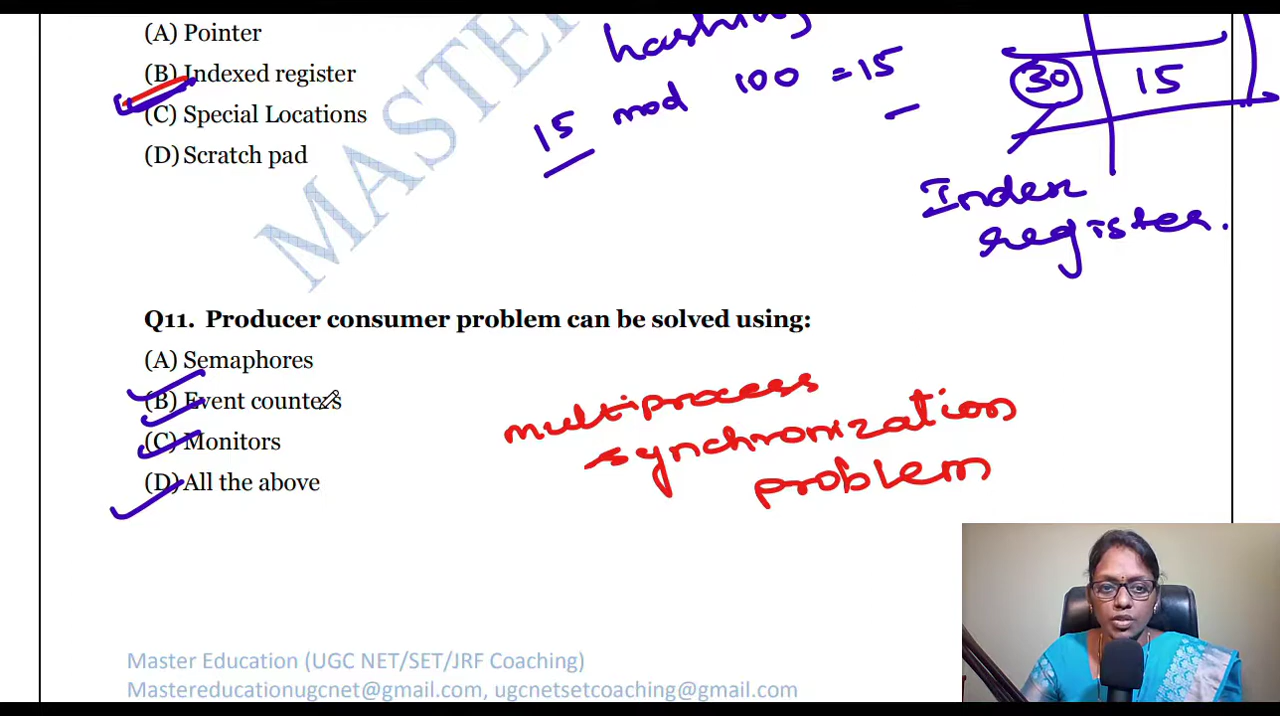 (A) Pointer
(B) Indexed register
(C) Special Locations
(D) Scratch pad
MASTER
hashing
15 mod 100 = 15
30 15
Index
register.
Q11. Producer consumer problem can be solved using:
(A) Semaphores
(B) Event counters
(C) Monitors
(D) All the above
multiprocess
synchronization
problem
Master Education (UGC NET/SET/JRF Coaching)
Mastereducationugcnet@gmail.com, ugcnetsetcoaching@gmail.com